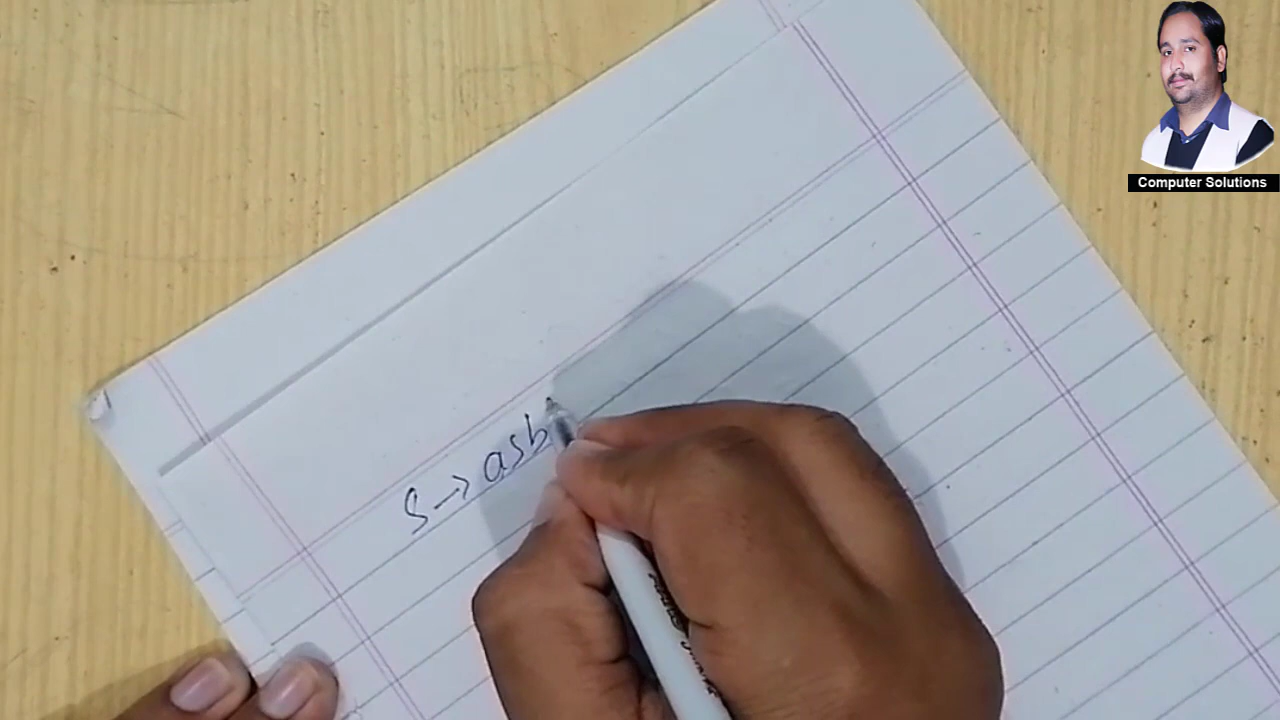 Computer Solutions
S → asb